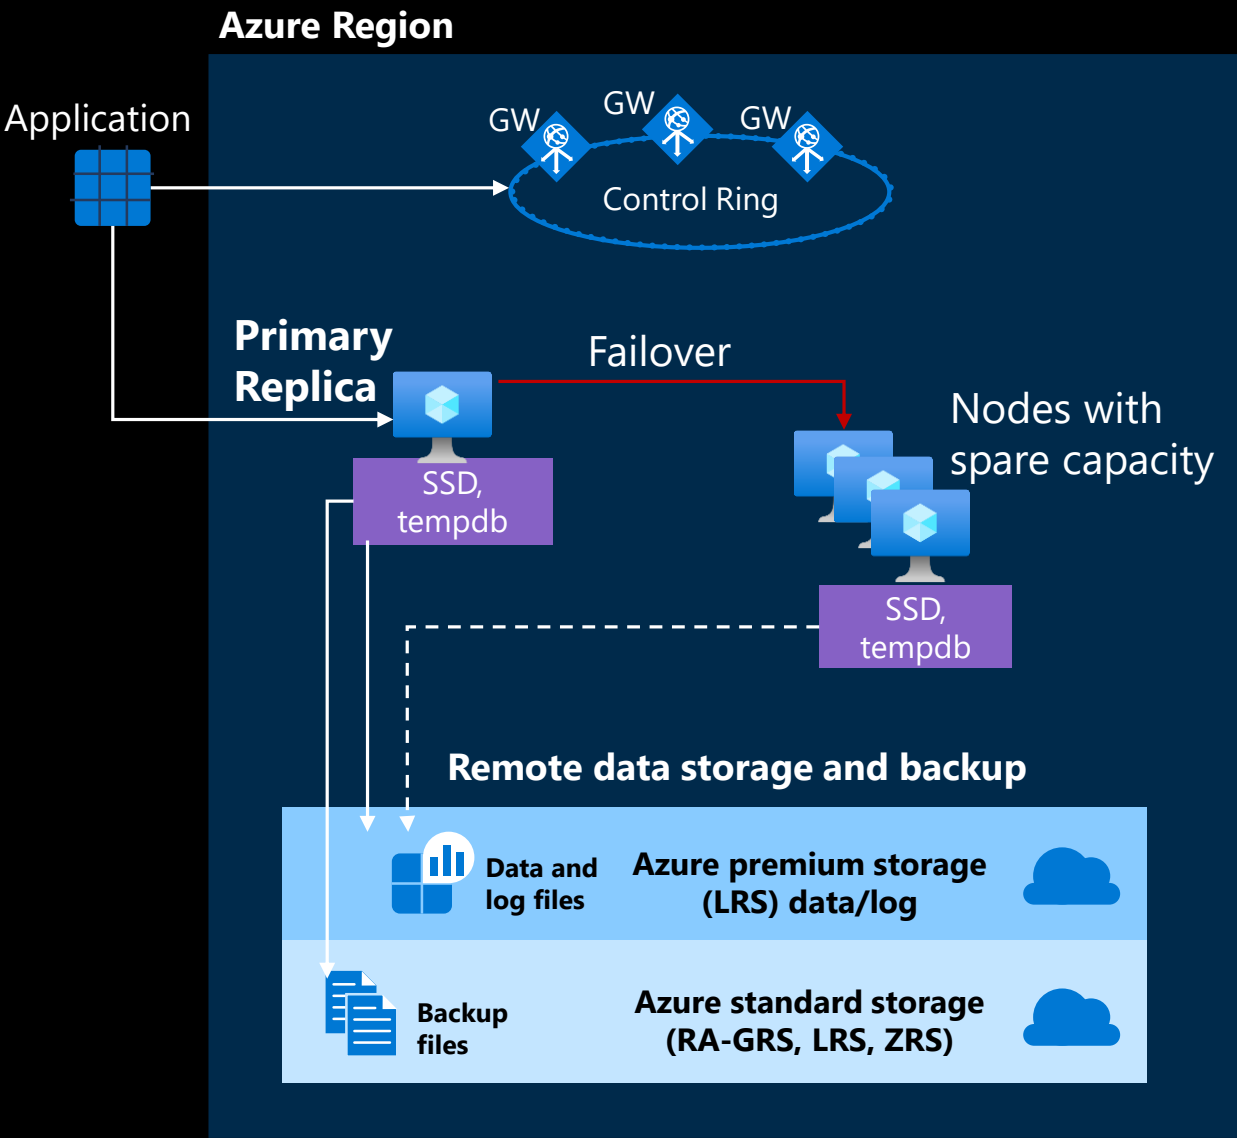 Azure Region
Application
GW
GW
GW
Control Ring
Primary
Replica
Failover
Nodes with
spare capacity
SSD,
tempdb
SSD,
tempdb
Remote data storage and backup
Data and
log files
Azure premium storage
(LRS) data/log
Backup
files
Azure standard storage
(RA-GRS, LRS, ZRS)